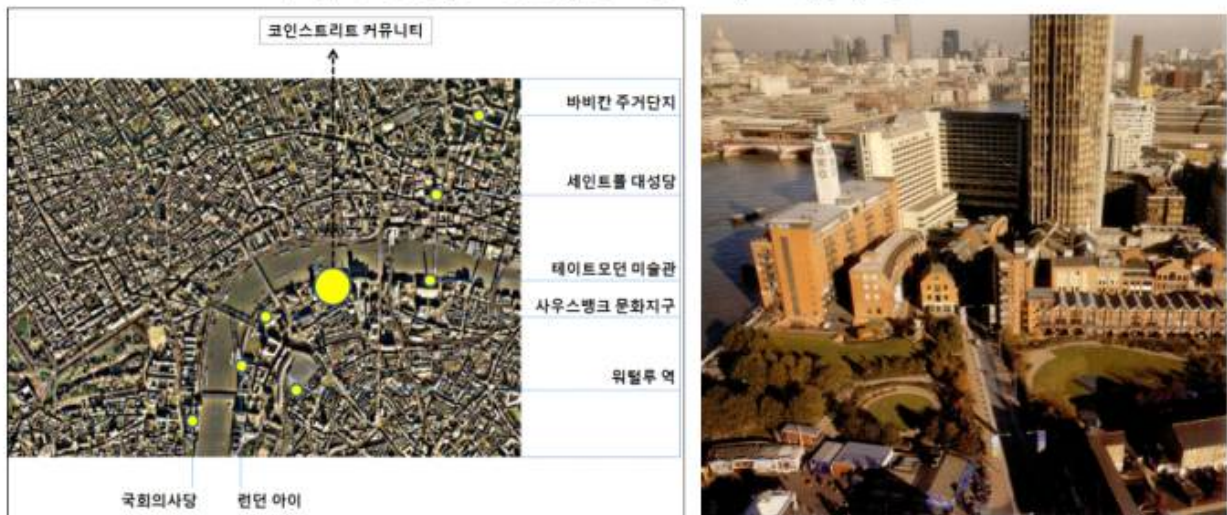 코인스트리트 커뮤니티
바비칸 주거단지
세인트폴 대성당
테이트모던 미술관
사우스뱅크 문화지구
워털루 역
국회의사당
런던 아이